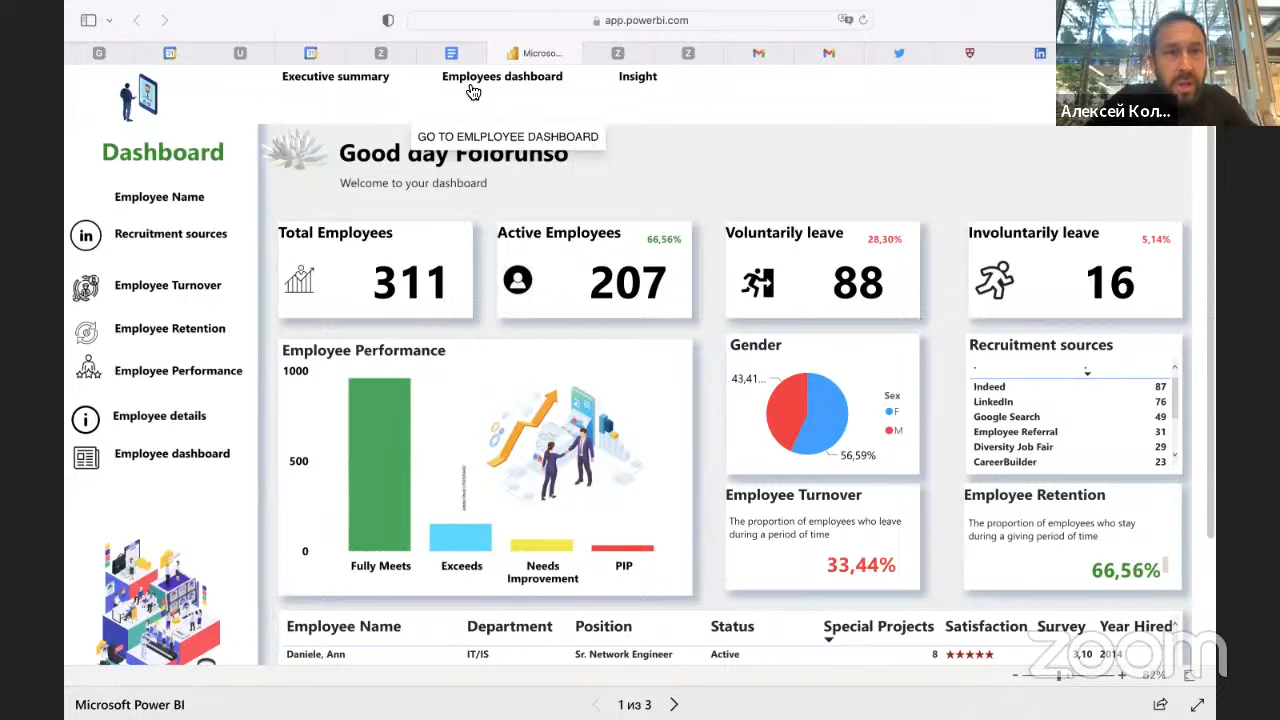 app.powerbi.com
G
U
Z
Microso...
Z
Z
Executive summary
Employees dashboard
Insight
Алексей Кол...
GO TO EMLPLOYEE DASHBOARD
Dashboard
Good day Folorunso
Welcome to your dashboard
Employee Name
Recruitment sources
Employee Turnover
Employee Retention
Employee Performance
Employee details
Employee dashboard
Total Employees
311
Active Employees
66,56%
207
Voluntarily leave
28,30%
88
Involuntarily leave
5,14%
16
Employee Performance
1000
500
0
Fully Meets
Exceeds
Needs
Improvement
PIP
Gender
43,41...
56,59%
Sex
F
M
Recruitment sources
Indeed 87
LinkedIn 76
Google Search 49
Employee Referral 31
Diversity Job Fair 29
CareerBuilder 23
Employee Turnover
The proportion of employees who leave
during a period of time
33,44%
Employee Retention
The proportion of employees who stay
during a giving period of time
66,56%
Employee Name Department Position Status Special Projects Satisfaction Survey Year Hired
Daniele, Ann IT/IS Sr. Network Engineer Active 8 ★★★★★ 3,10 2014
zoom
- + 82%
Microsoft Power BI
1 из 3